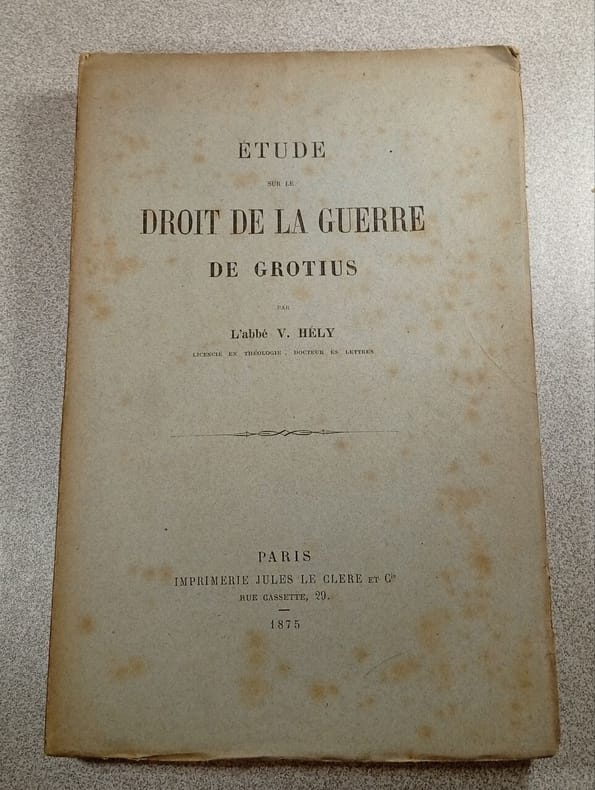 ÉTUDE
SUR LE
DROIT DE LA GUERRE
DE GROTIUS
PAR
L'abbé V. HÉLY
LICENCIÉ EN THÉOLOGIE, DOCTEUR ÈS LETTRES
PARIS
IMPRIMERIE JULES LE CLERE ET Cie
RUE CASSETTE, 29.
1875